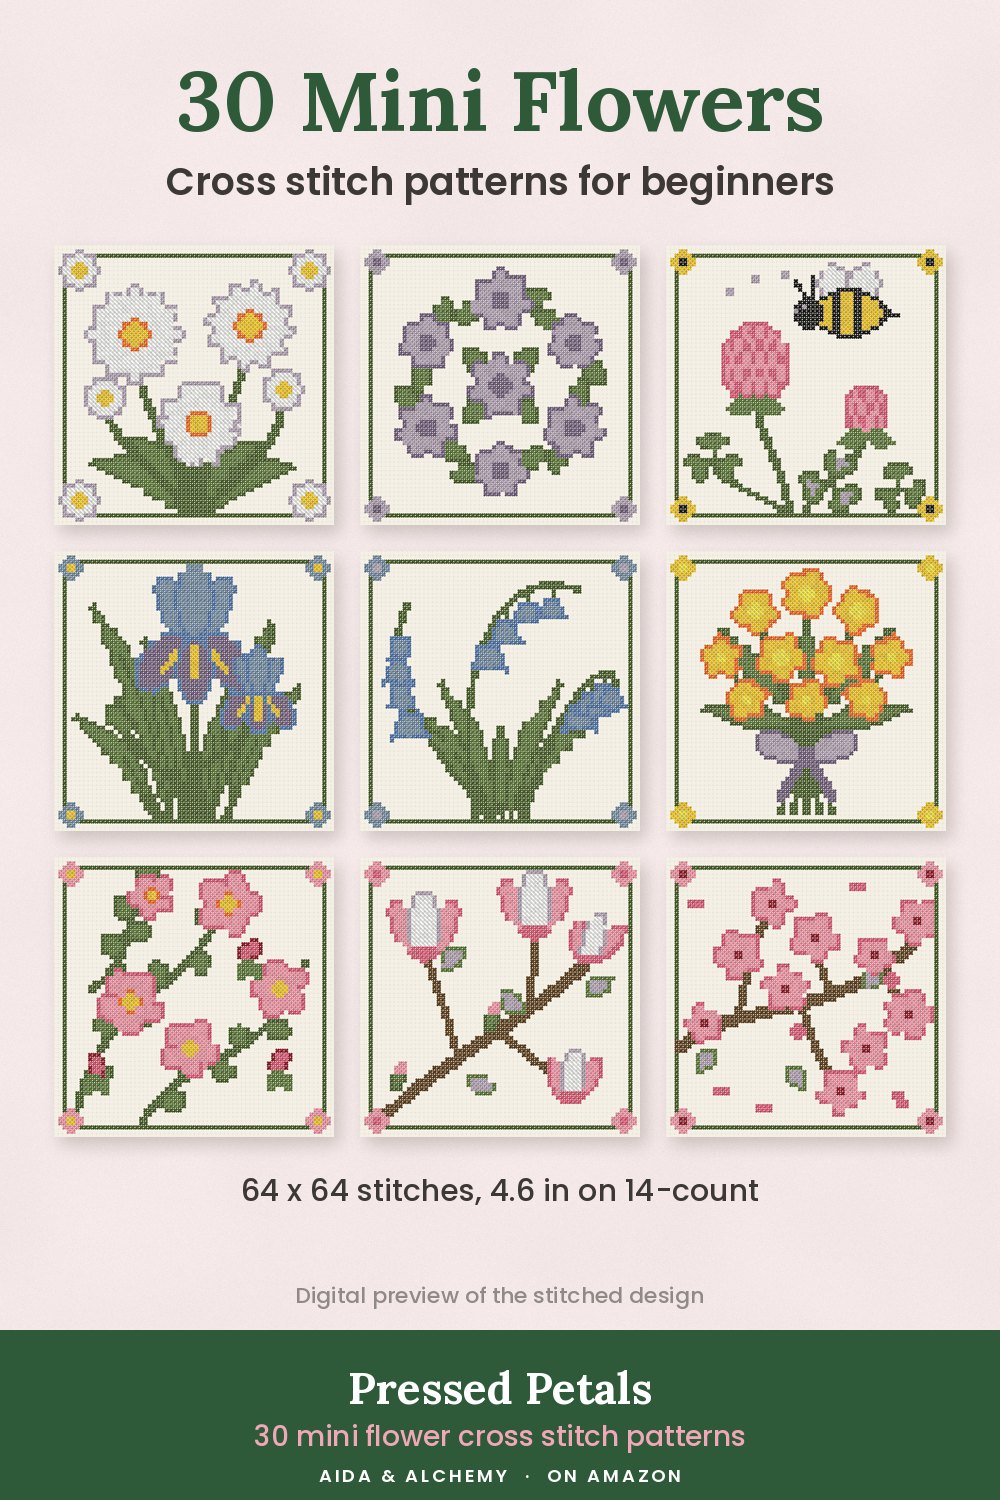 30 Mini Flowers
Cross stitch patterns for beginners
64 x 64 stitches, 4.6 in on 14-count
Digital preview of the stitched design
Pressed Petals
30 mini flower cross stitch patterns
AIDA & ALCHEMY · ON AMAZON